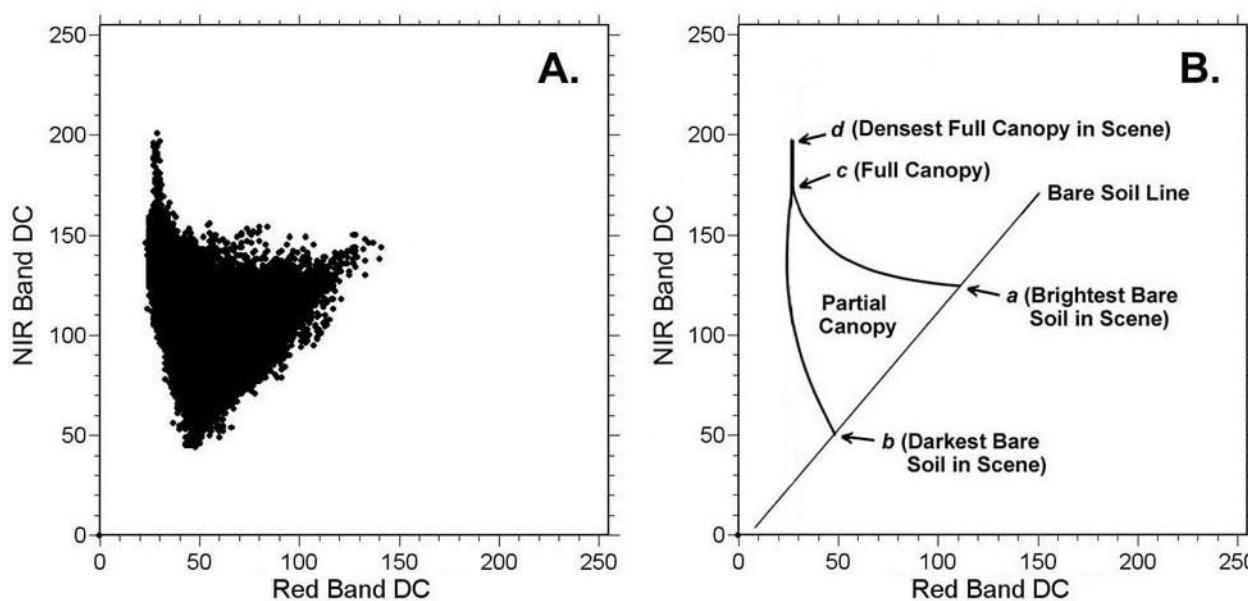 A.
250
200
150
100
50
0
0 50 100 150 200 250
NIR Band DC
Red Band DC
B.
250
200
150
100
50
0
0 50 100 150 200 250
NIR Band DC
Red Band DC
d (Densest Full Canopy in Scene)
c (Full Canopy)
Bare Soil Line
a (Brightest Bare
Soil in Scene)
Partial
Canopy
b (Darkest Bare
Soil in Scene)